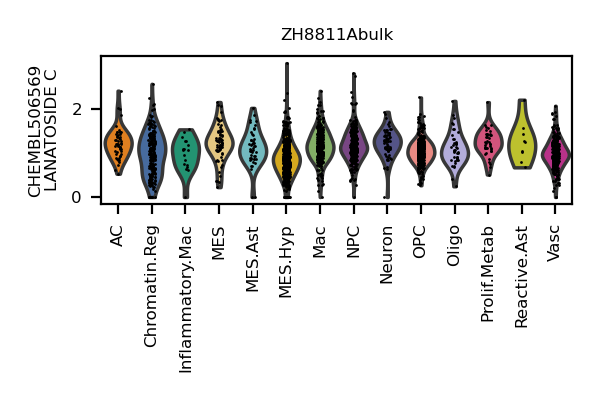 ZH8811Abulk
CHEMBL506569
LANATOSIDE C
2
0
AC
Chromatin.Reg
Inflammatory.Mac
MES
MES.Ast
MES.Hyp
Mac
NPC
Neuron
OPC
Oligo
Prolif.Metab
Reactive.Ast
Vasc